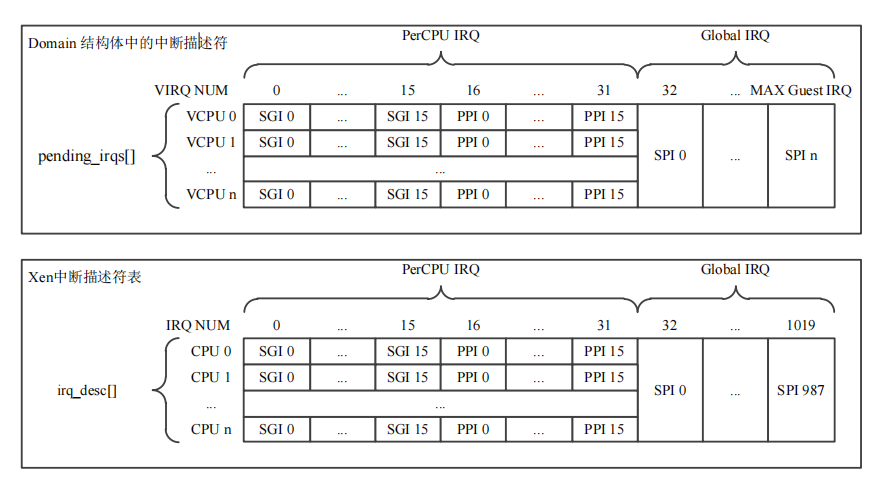 PerCPU IRQ Global IRQ
Domain 结构体中的中断描述符
VIRQ NUM 0 ... 15 16 ... 31 32 ... MAX Guest IRQ
VCPU 0 SGI 0 ... SGI 15 PPI 0 ... PPI 15
VCPU 1 SGI 0 ... SGI 15 PPI 0 ... PPI 15
pending_irqs[] SPI 0 ... SPI n
... ...
VCPU n SGI 0 ... SGI 15 PPI 0 ... PPI 15
PerCPU IRQ Global IRQ
Xen中断描述符表
IRQ NUM 0 ... 15 16 ... 31 32 ... 1019
CPU 0 SGI 0 ... SGI 15 PPI 0 ... PPI 15
CPU 1 SGI 0 ... SGI 15 PPI 0 ... PPI 15
irq_desc[] SPI 0 ... SPI 987
... ...
CPU n SGI 0 ... SGI 15 PPI 0 ... PPI 15